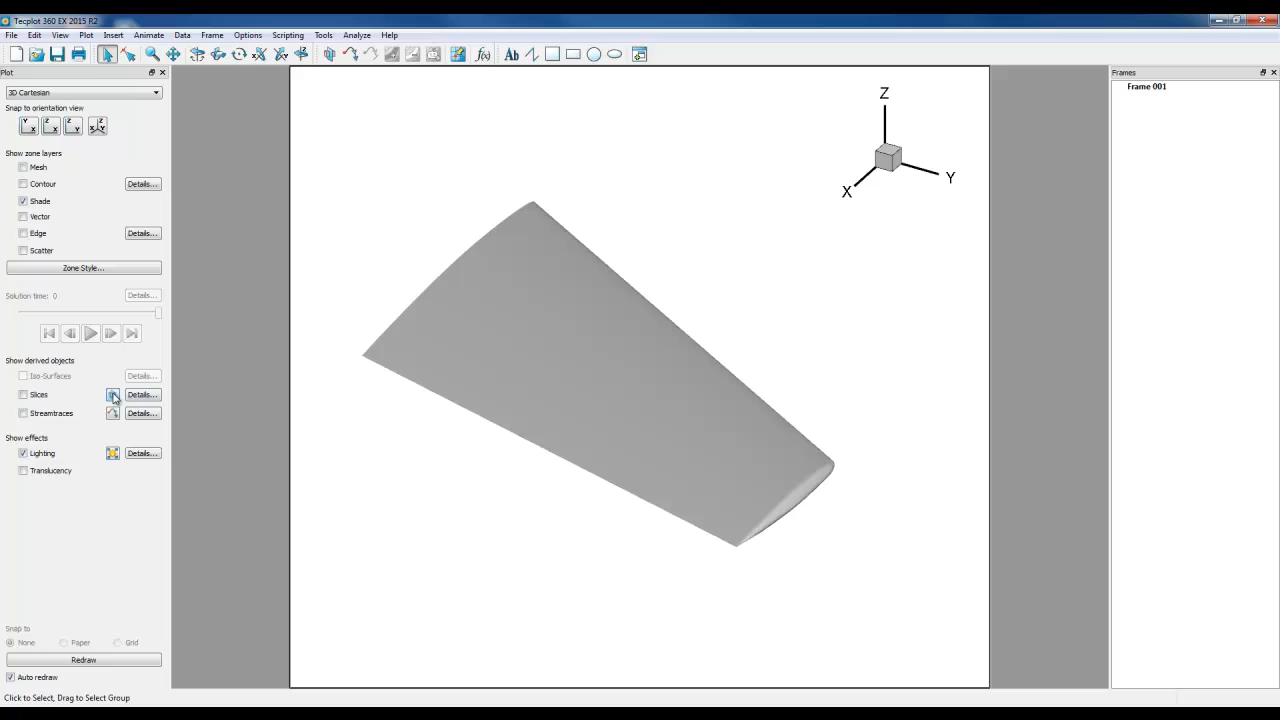 Tecplot 360 EX 2015 R2
File Edit View Plot Insert Animate Data Frame Options Scripting Tools Analyze Help
Ab
f(x)
Plot
3D Cartesian
Snap to orientation view
Y X Z X Z Y X Z Y
Show zone layers
Mesh
Contour Details...
Shade
Vector
Edge Details...
Scatter
Zone Style...
Solution time: 0 Details...
Show derived objects
Iso-Surfaces Details...
Slices Details...
Streamtraces Details...
Show effects
Lighting Details...
Translucency
Snap to
None Paper Grid
Redraw
Auto redraw
Click to Select, Drag to Select Group
Z
X
Y
Frames
Frame 001